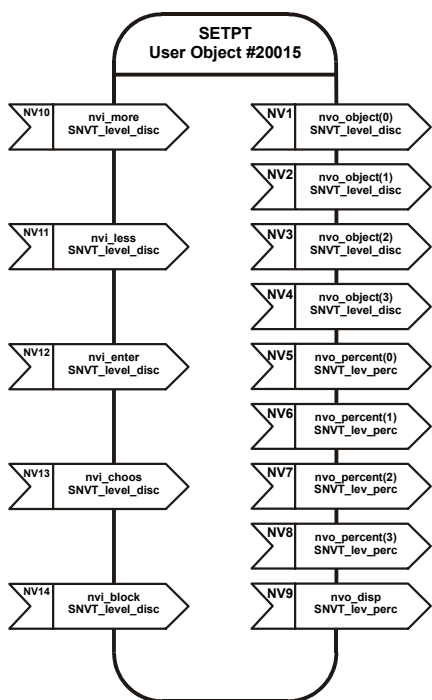 SETPT
User Object #20015
NV10
nvi_more
SNVT_level_disc
NV11
nvi_less
SNVT_level_disc
NV12
nvi_enter
SNVT_level_disc
NV13
nvi_choos
SNVT_level_disc
NV14
nvi_block
SNVT_level_disc
NV1
nvo_object(0)
SNVT_level_disc
NV2
nvo_object(1)
SNVT_level_disc
NV3
nvo_object(2)
SNVT_level_disc
NV4
nvo_object(3)
SNVT_level_disc
NV5
nvo_percent(0)
SNVT_lev_perc
NV6
nvo_percent(1)
SNVT_lev_perc
NV7
nvo_percent(2)
SNVT_lev_perc
NV8
nvo_percent(3)
SNVT_lev_perc
NV9
nvo_disp
SNVT_lev_perc